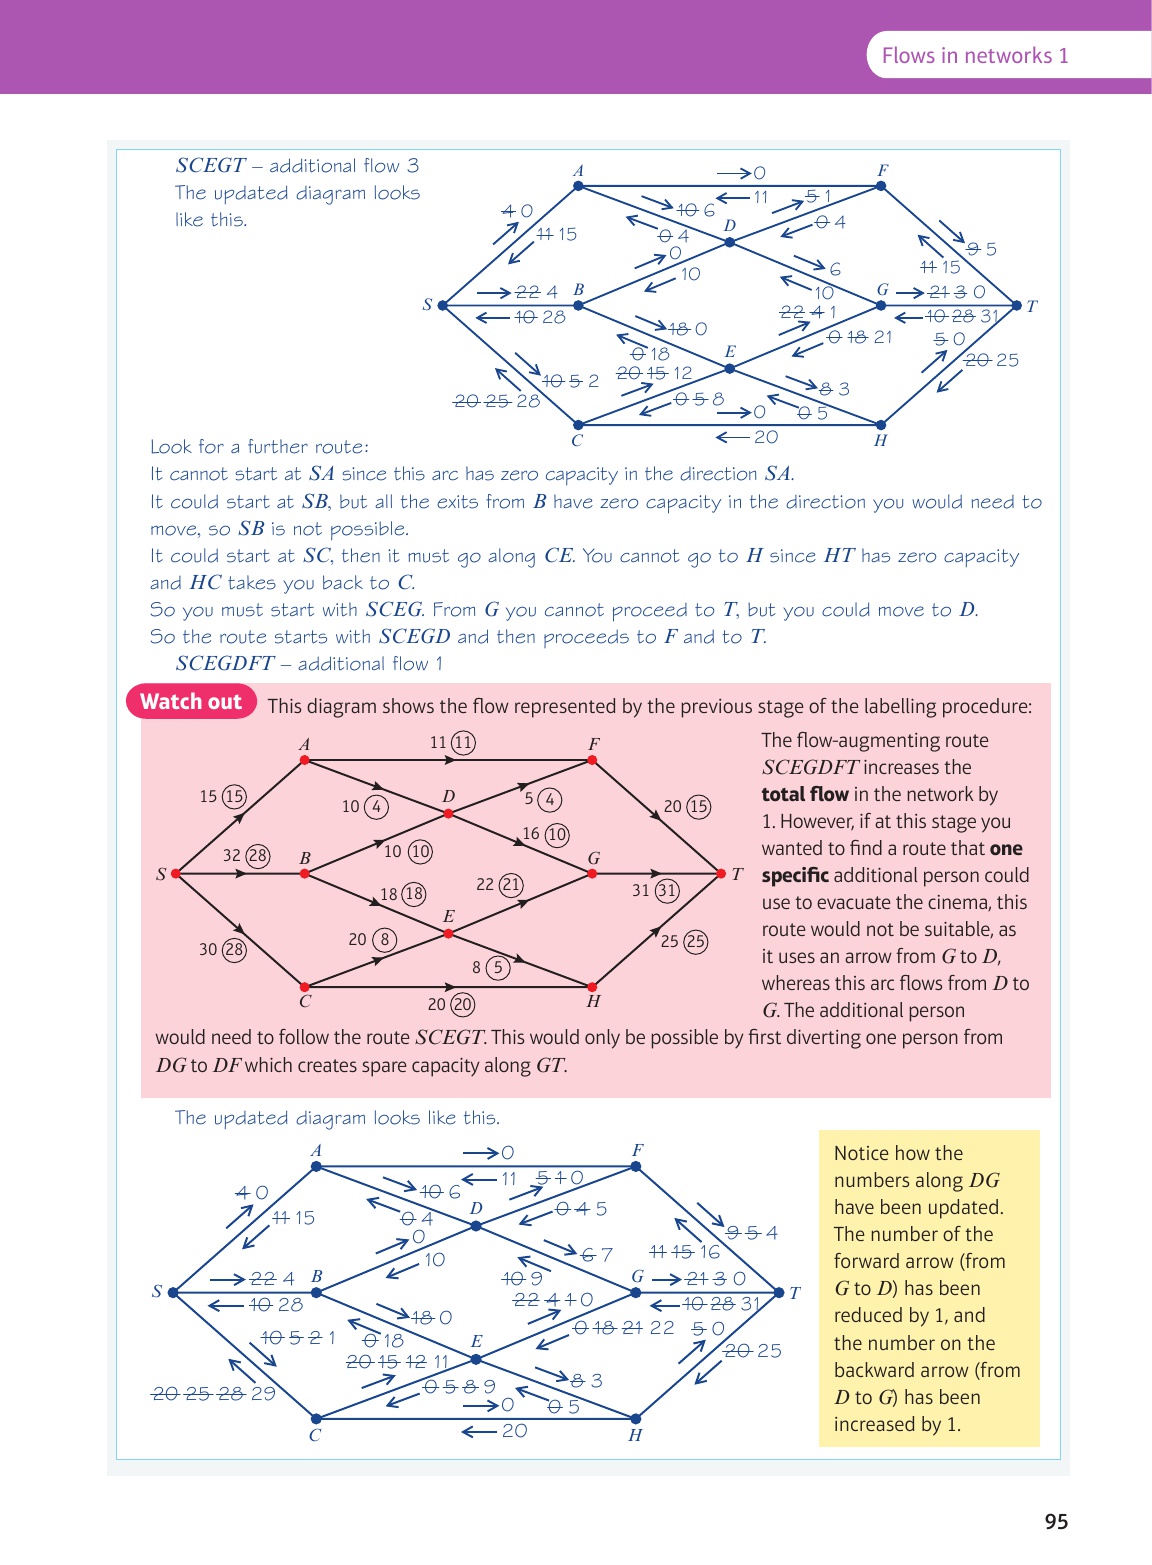 Flows in networks 1
SCEGT – additional flow 3
The updated diagram looks
like this.
A
F
0
11
4 0
11 15
10 6
0 4
5 1
0 4
D
0
10
9 5
11 15
6
10
S
22 4
10 28
B
G
21 3 0
10 28 31
T
18 0
0 18
22 4 1
0 18 21
5 0
20 25
E
10 5 2
20 25 28
20 15 12
0 5 8
8 3
0 5
0
20
C
H
Look for a further route:
It cannot start at SA since this arc has zero capacity in the direction SA.
It could start at SB, but all the exits from B have zero capacity in the direction you would need to
move, so SB is not possible.
It could start at SC, then it must go along CE. You cannot go to H since HT has zero capacity
and HC takes you back to C.
So you must start with SCEG. From G you cannot proceed to T, but you could move to D.
So the route starts with SCEGD and then proceeds to F and to T.
SCEGDFT – additional flow 1
Watch out
This diagram shows the flow represented by the previous stage of the labelling procedure:
A
11 11
F
15 15
10 4
D
5 4
20 15
10 10
16 10
S
32 28
B
G
31 31
T
18 18
22 21
E
30 28
20 8
8 5
25 25
C
20 20
H
The flow-augmenting route
SCEGDFT increases the
total flow in the network by
1. However, if at this stage you
wanted to find a route that one
specific additional person could
use to evacuate the cinema, this
route would not be suitable, as
it uses an arrow from G to D,
whereas this arc flows from D to
G. The additional person
would need to follow the route SCEGT. This would only be possible by first diverting one person from
DG to DF which creates spare capacity along GT.
The updated diagram looks like this.
A
F
0
11
4 0
11 15
10 6
0 4
5 1 0
0 4 5
D
0
10
9 5 4
11 15 16
6 7
10 9
S
22 4
10 28
B
G
21 3 0
10 28 31
T
18 0
0 18
22 4 1 0
0 18 21 22
5 0
20 25
E
10 5 2 1
20 25 28 29
20 15 12 11
0 5 8 9
8 3
0 5
0
20
C
H
Notice how the
numbers along DG
have been updated.
The number of the
forward arrow (from
G to D) has been
reduced by 1, and
the number on the
backward arrow (from
D to G) has been
increased by 1.
95